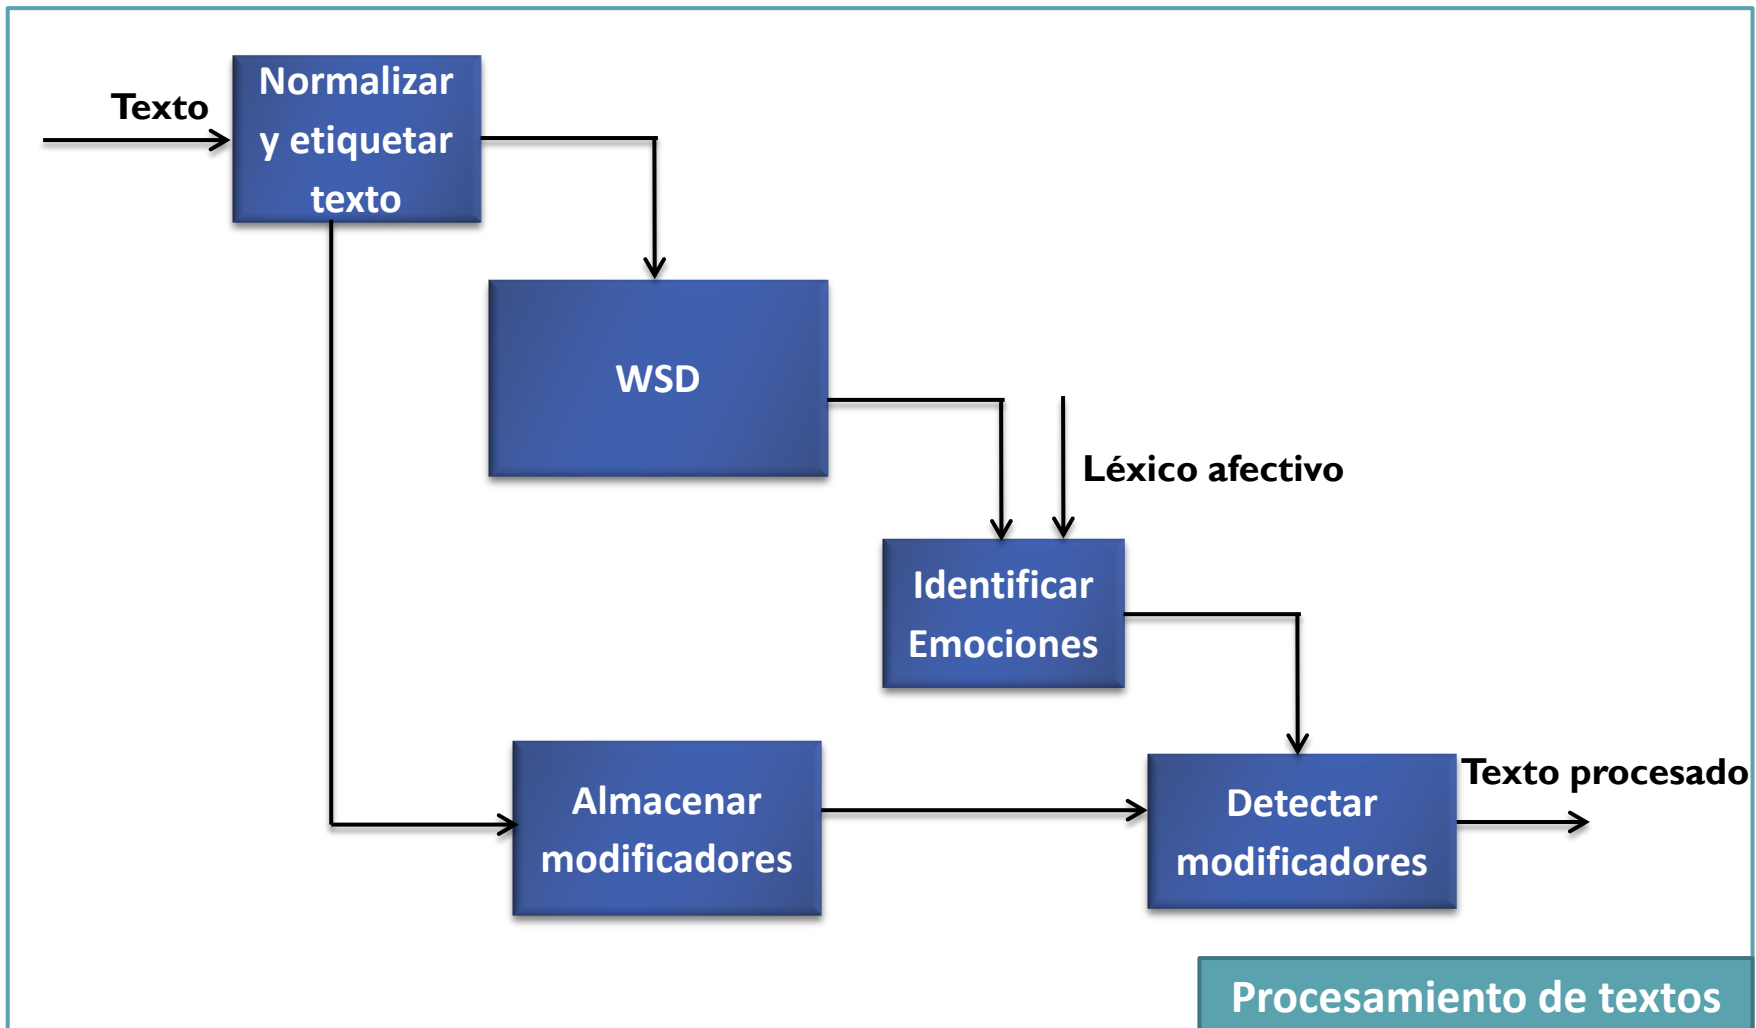 Texto
Normalizar
y etiquetar
texto
WSD
Léxico afectivo
Identificar
Emociones
Almacenar
modificadores
Detectar
modificadores
Texto procesado
Procesamiento de textos